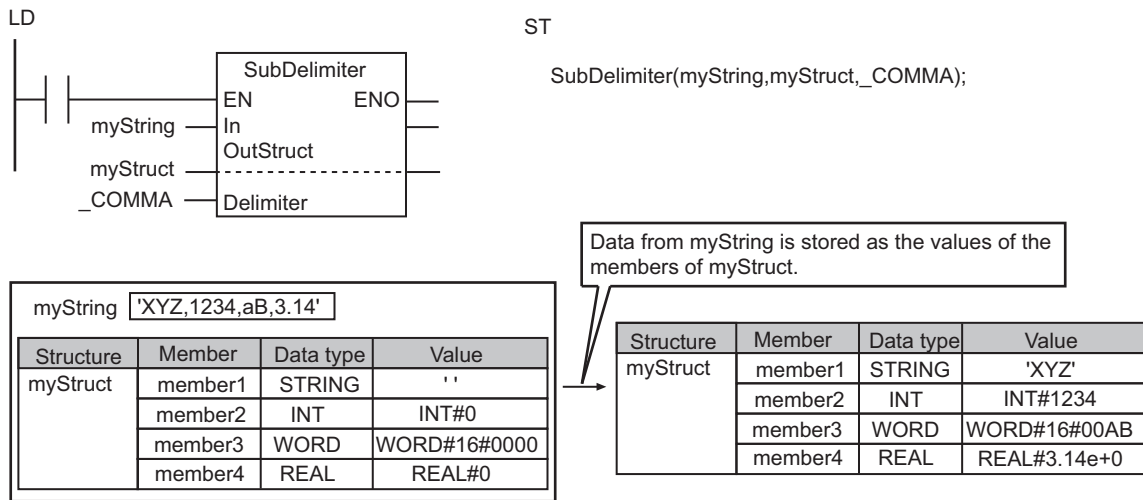 LD
ST
SubDelimiter
SubDelimiter(myString,myStruct,_COMMA);
EN ENO
myString In
OutStruct
myStruct
_COMMA Delimiter
Data from myString is stored as the values of the
members of myStruct.
myString 'XYZ,1234,aB,3.14'
Structure Member Data type Value
myStruct member1 STRING ' '
member2 INT INT#0
member3 WORD WORD#16#0000
member4 REAL REAL#0
Structure Member Data type Value
myStruct member1 STRING 'XYZ'
member2 INT INT#1234
member3 WORD WORD#16#00AB
member4 REAL REAL#3.14e+0